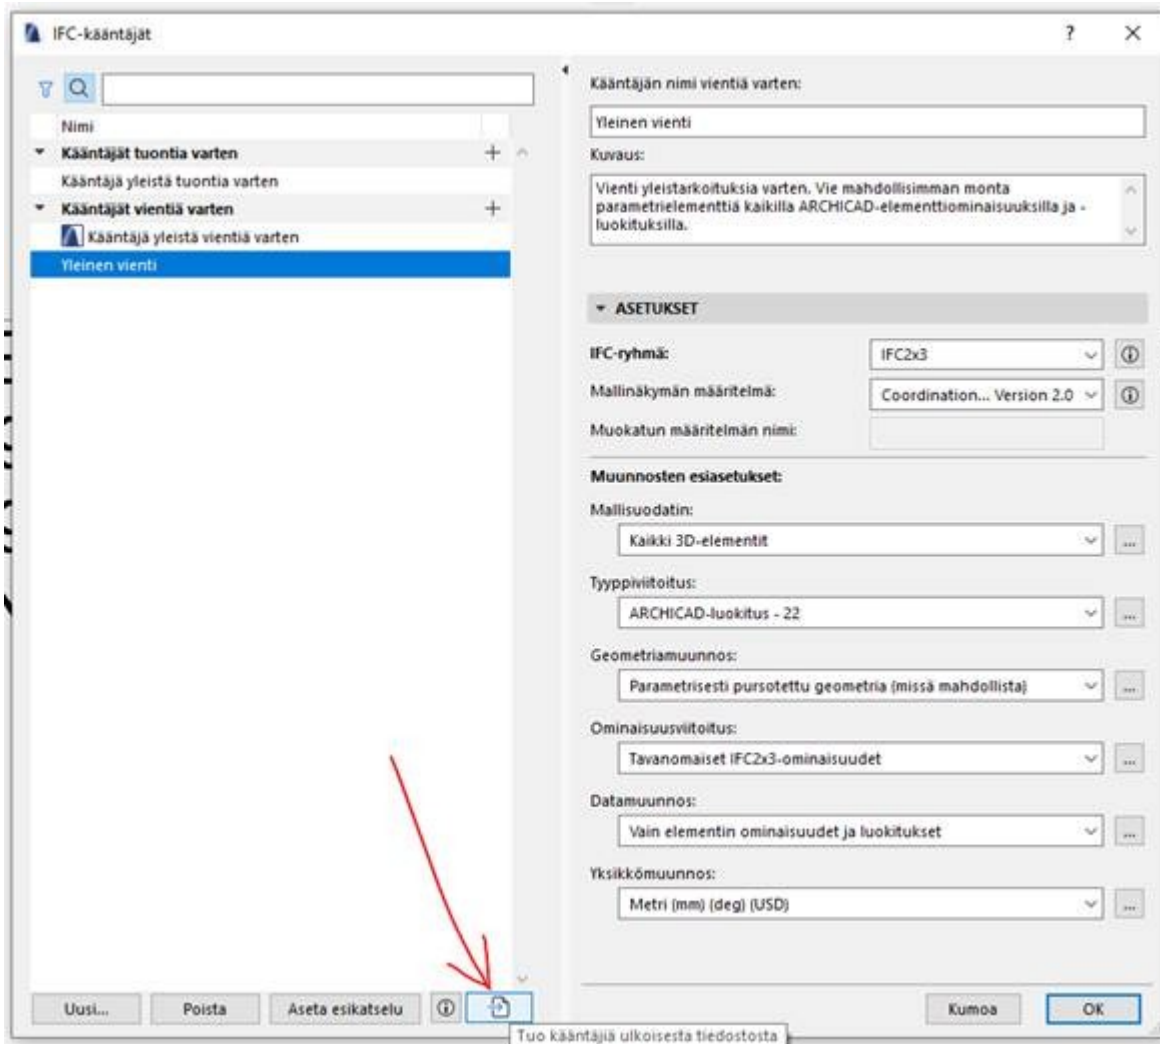 IFC-kääntäjät
?
Nimi
Kääntäjät tuontia varten
Kääntäjä yleistä tuontia varten
Kääntäjät vientiä varten
Kääntäjä yleistä vientiä varten
Yleinen vienti
Uusi...
Poista
Aseta esikatselu
Tuo kääntäjiä ulkoisesta tiedostosta
Kääntäjän nimi vientiä varten:
Yleinen vienti
Kuvaus:
Vienti yleistarkoituksia varten. Vie mahdollisimman monta
parametrielementtiä kaikilla ARCHICAD-elementtiominaisuuksilla ja -
luokituksilla.
ASETUKSET
IFC-ryhmä:
IFC2x3
Mallinäkymän määritelmä:
Coordination... Version 2.0
Muokatun määritelmän nimi:
Muunnosten esiasetukset:
Mallisuodatin:
Kaikki 3D-elementit
...
Tyyppiviitoitus:
ARCHICAD-luokitus - 22
...
Geometriamuunnos:
Parametrisesti pursotettu geometria (missä mahdollista)
...
Ominaisuusviitoitus:
Tavanomaiset IFC2x3-ominaisuudet
...
Datamuunnos:
Vain elementin ominaisuudet ja luokitukset
...
Yksikkömuunnos:
Metri (mm) (deg) (USD)
...
Kumoa
OK